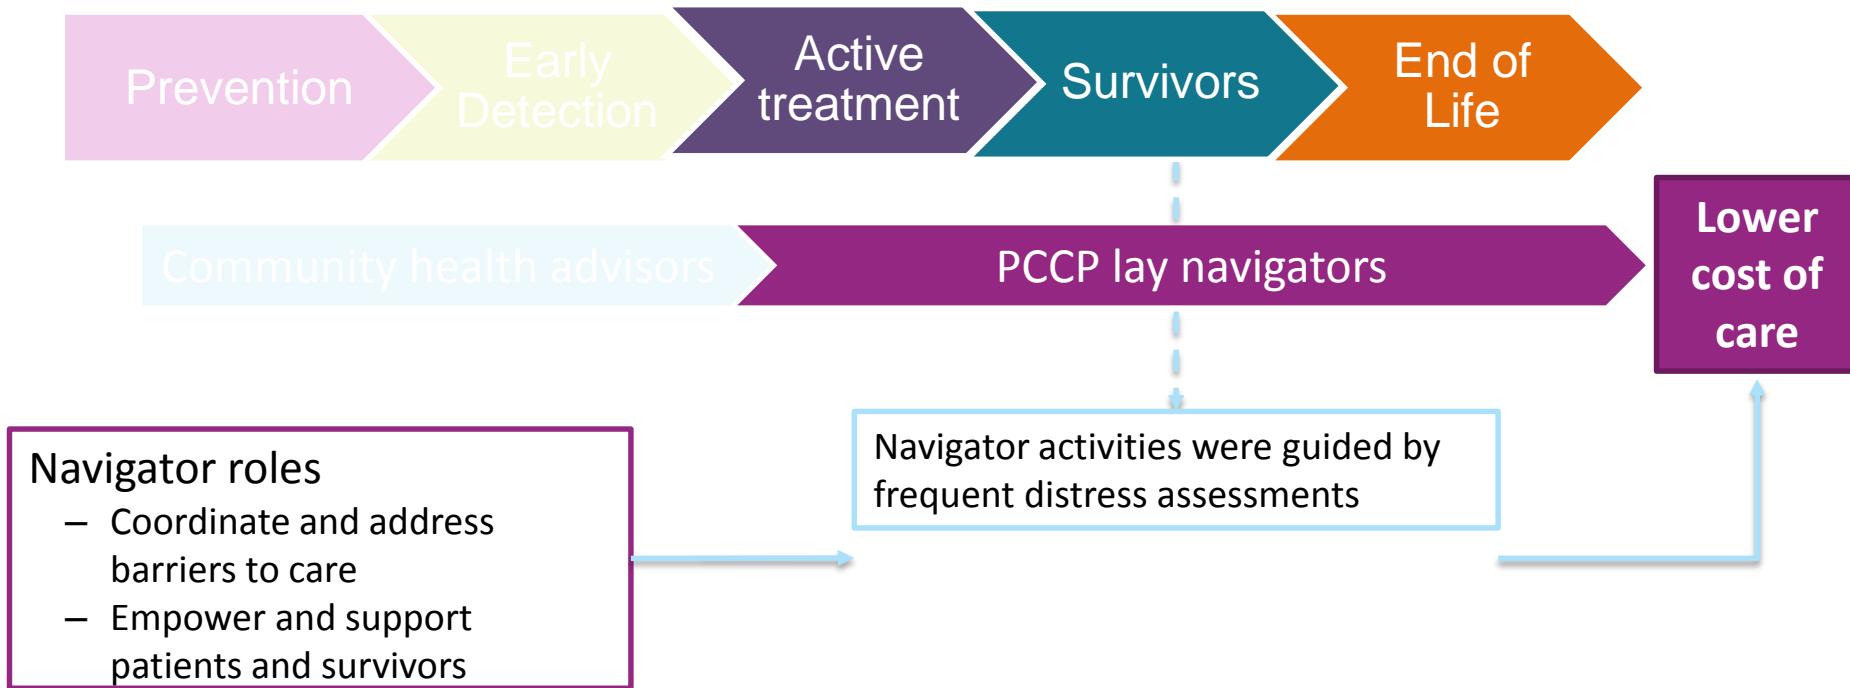 Prevention
Early
Detection
Active
treatment
Survivors
End of
Life
Community health advisors
PCCP lay navigators
Lower
cost of
care
Navigator roles
– Coordinate and address
barriers to care
– Empower and support
patients and survivors
Navigator activities were guided by
frequent distress assessments